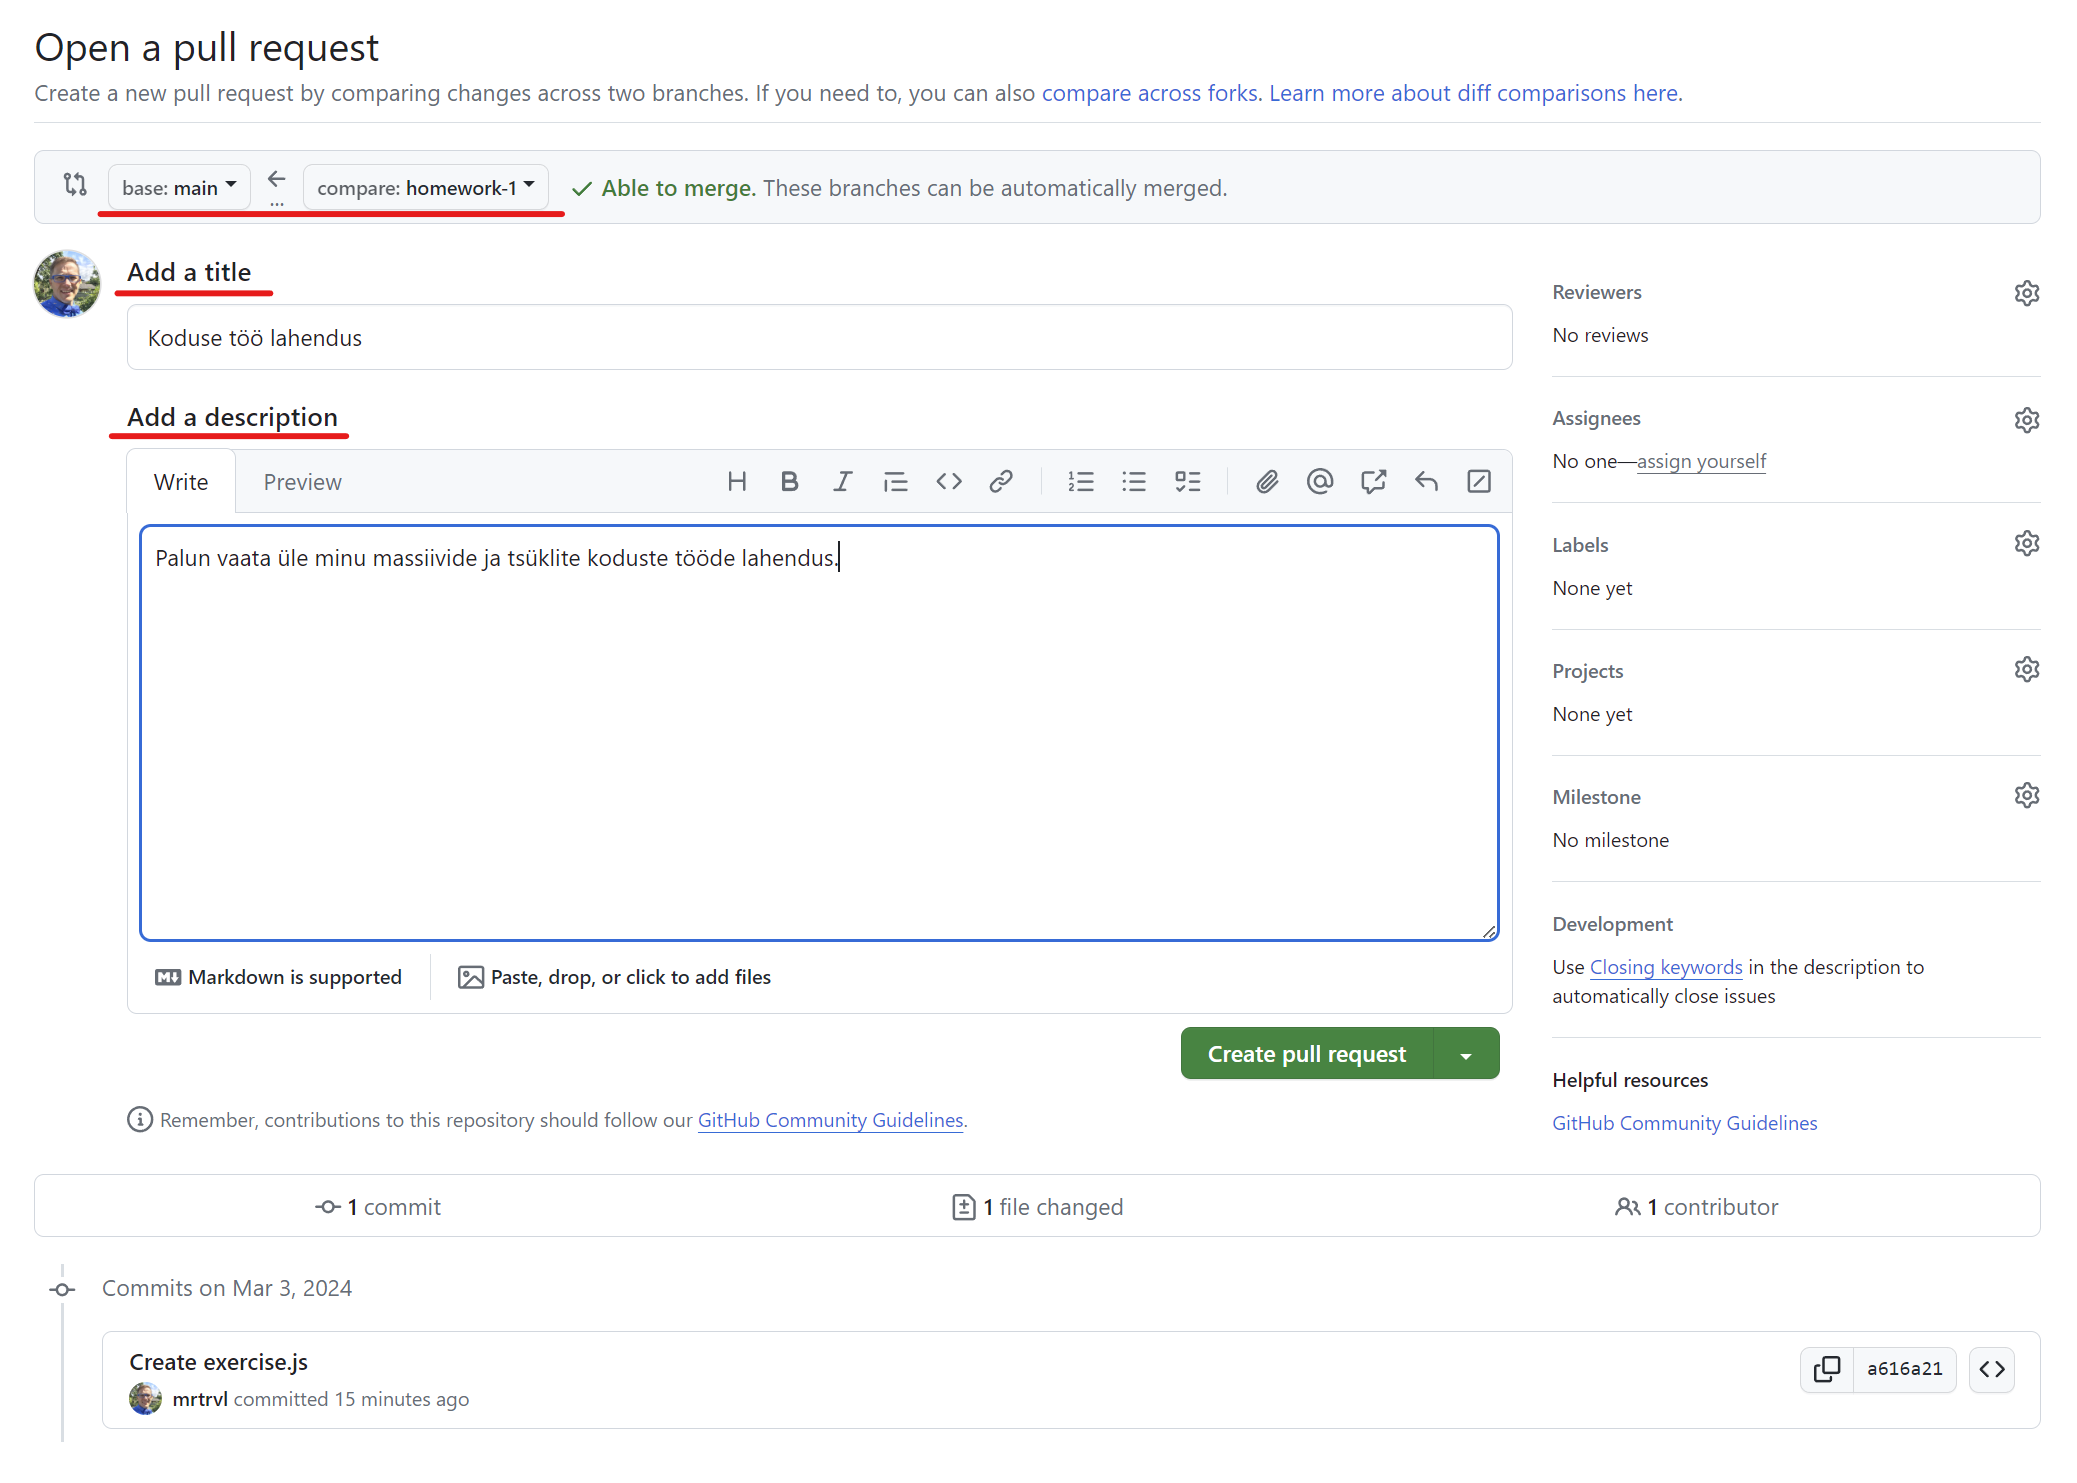 Open a pull request
Create a new pull request by comparing changes across two branches. If you need to, you can also compare across forks. Learn more about diff comparisons here.
base: main
...
compare: homework-1
Able to merge. These branches can be automatically merged.
Add a title
Koduse töö lahendus
Add a description
Write
Preview
Palun vaata üle minu massiivide ja tsüklite koduste tööde lahendus.
Markdown is supported
Paste, drop, or click to add files
Create pull request
Remember, contributions to this repository should follow our GitHub Community Guidelines.
Reviewers
No reviews
Assignees
No one—assign yourself
Labels
None yet
Projects
None yet
Milestone
No milestone
Development
Use Closing keywords in the description to
automatically close issues
Helpful resources
GitHub Community Guidelines
1 commit
1 file changed
1 contributor
Commits on Mar 3, 2024
Create exercise.js
mrtrvl committed 15 minutes ago
a616a21